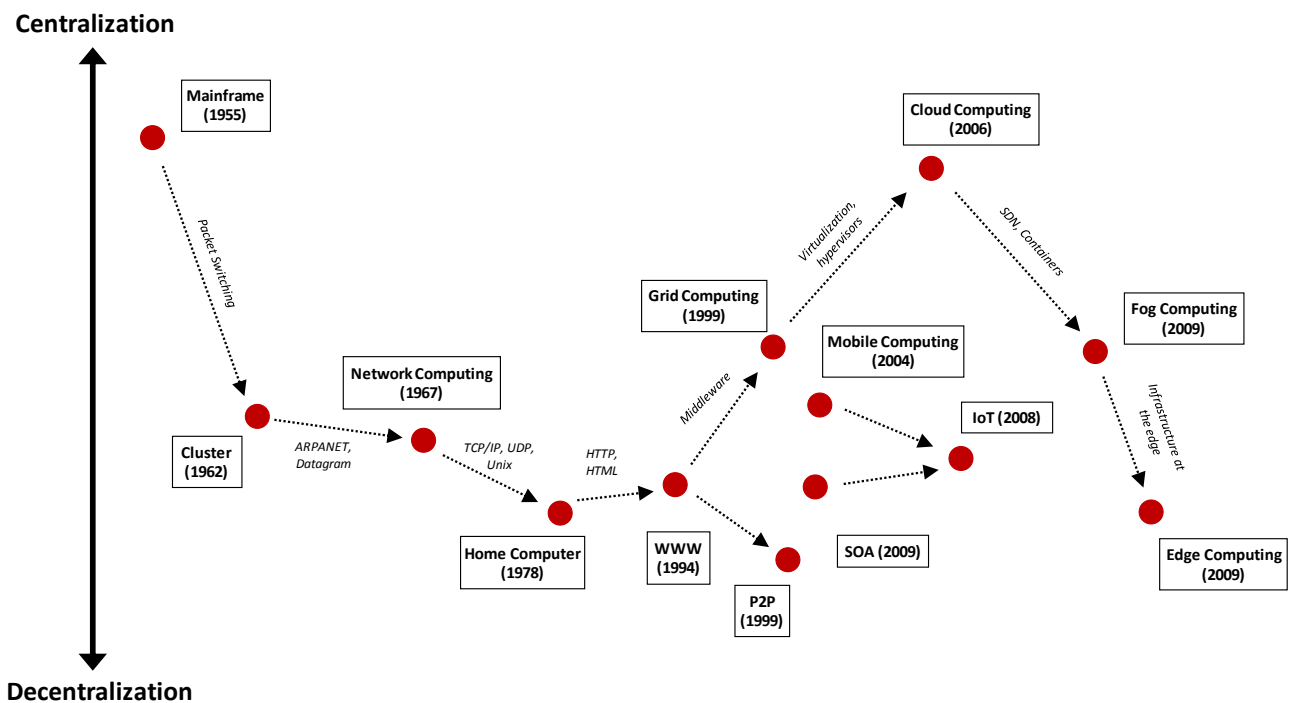 Centralization
Mainframe
(1955)
Packet Switching
Cluster
(1962)
ARPANET,
Datagram
Network Computing
(1967)
TCP/IP, UDP,
Unix
Home Computer
(1978)
HTTP,
HTML
WWW
(1994)
Middleware
Grid Computing
(1999)
P2P
(1999)
Virtualization,
hypervisors
Cloud Computing
(2006)
Mobile Computing
(2004)
SOA (2009)
IoT (2008)
SDN, Containers
Fog Computing
(2009)
Infrastructure at
the edge
Edge Computing
(2009)
Decentralization